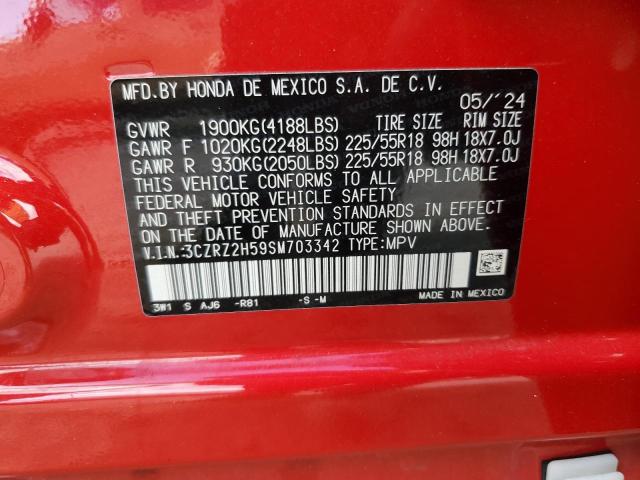 MFD.BY HONDA DE MEXICO S.A. DE C.V.
05/'24
GVWR 1900KG(4188LBS) TIRE SIZE RIM SIZE
GAWR F 1020KG(2248LBS) 225/55R18 98H 18X7.0J
GAWR R 930KG(2050LBS) 225/55R18 98H 18X7.0J
THIS VEHICLE CONFORMS TO ALL APPLICABLE
FEDERAL MOTOR VEHICLE SAFETY
AND THEFT PREVENTION STANDARDS IN EFFECT
ON THE DATE OF MANUFACTURE SHOWN ABOVE.
V.I.N.:3CZRZ2H59SM703342 TYPE:MPV
3W1 S AJ6 -R81 -S -M
MADE IN MEXICO